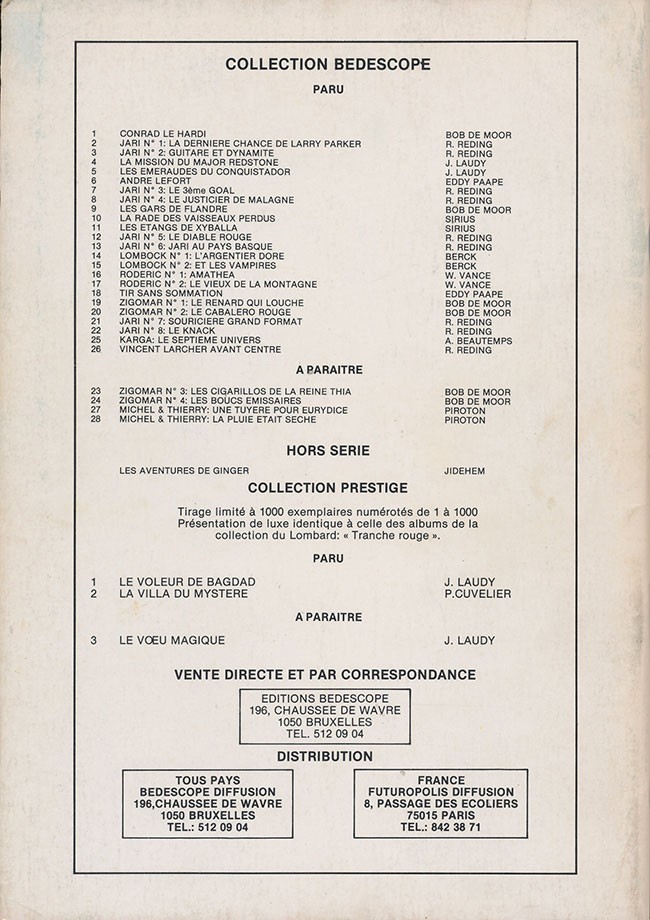 COLLECTION BEDESCOPE
PARU
1 CONRAD LE HARDI BOB DE MOOR
2 JARI N° 1: LA DERNIERE CHANCE DE LARRY PARKER R. REDING
3 JARI N° 2: GUITARE ET DYNAMITE R. REDING
4 LA MISSION DU MAJOR REDSTONE J. LAUDY
5 LES EMERAUDES DU CONQUISTADOR J. LAUDY
6 ANDRE LEFORT EDDY PAAPE
7 JARI N° 3: LE 3ème GOAL R. REDING
8 JARI N° 4: LE JUSTICIER DE MALAGNE R. REDING
9 LES GARS DE FLANDRE BOB DE MOOR
10 LA RADE DES VAISSEAUX PERDUS SIRIUS
11 LES ETANGS DE XYBALLA SIRIUS
12 JARI N° 5: LE DIABLE ROUGE R. REDING
13 JARI N° 6: JARI AU PAYS BASQUE R. REDING
14 LOMBOCK N° 1: L'ARGENTIER DORE BERCK
15 LOMBOCK N° 2: ET LES VAMPIRES BERCK
16 RODERIC N° 1: AMATHEA W. VANCE
17 RODERIC N° 2: LE VIEUX DE LA MONTAGNE W. VANCE
18 TIR SANS SOMMATION EDDY PAAPE
19 ZIGOMAR N° 1: LE RENARD QUI LOUCHE BOB DE MOOR
20 ZIGOMAR N° 2: LE CABALERO ROUGE BOB DE MOOR
21 JARI N° 7: SOURICIERE GRAND FORMAT R. REDING
22 JARI N° 8: LE KNACK R. REDING
25 KARGA: LE SEPTIEME UNIVERS A. BEAUTEMPS
26 VINCENT LARCHER AVANT CENTRE R. REDING
A PARAITRE
23 ZIGOMAR N° 3: LES CIGARILLOS DE LA REINE THIA BOB DE MOOR
24 ZIGOMAR N° 4: LES BOUCS EMISSAIRES BOB DE MOOR
27 MICHEL & THIERRY: UNE TUYERE POUR EURYDICE PIROTON
28 MICHEL & THIERRY: LA PLUIE ETAIT SECHE PIROTON
HORS SERIE
LES AVENTURES DE GINGER JIDEHEM
COLLECTION PRESTIGE
Tirage limité à 1000 exemplaires numérotés de 1 à 1000
Présentation de luxe identique à celle des albums de la
collection du Lombard: « Tranche rouge ».
PARU
1 LE VOLEUR DE BAGDAD J. LAUDY
2 LA VILLA DU MYSTERE P.CUVELIER
A PARAITRE
3 LE VŒU MAGIQUE J. LAUDY
VENTE DIRECTE ET PAR CORRESPONDANCE
EDITIONS BEDESCOPE
196, CHAUSSEE DE WAVRE
1050 BRUXELLES
TEL. 512 09 04
DISTRIBUTION
TOUS PAYS
BEDESCOPE DIFFUSION
196,CHAUSSEE DE WAVRE
1050 BRUXELLES
TEL.: 512 09 04
FRANCE
FUTUROPOLIS DIFFUSION
8, PASSAGE DES ECOLIERS
75015 PARIS
TEL.: 842 38 71